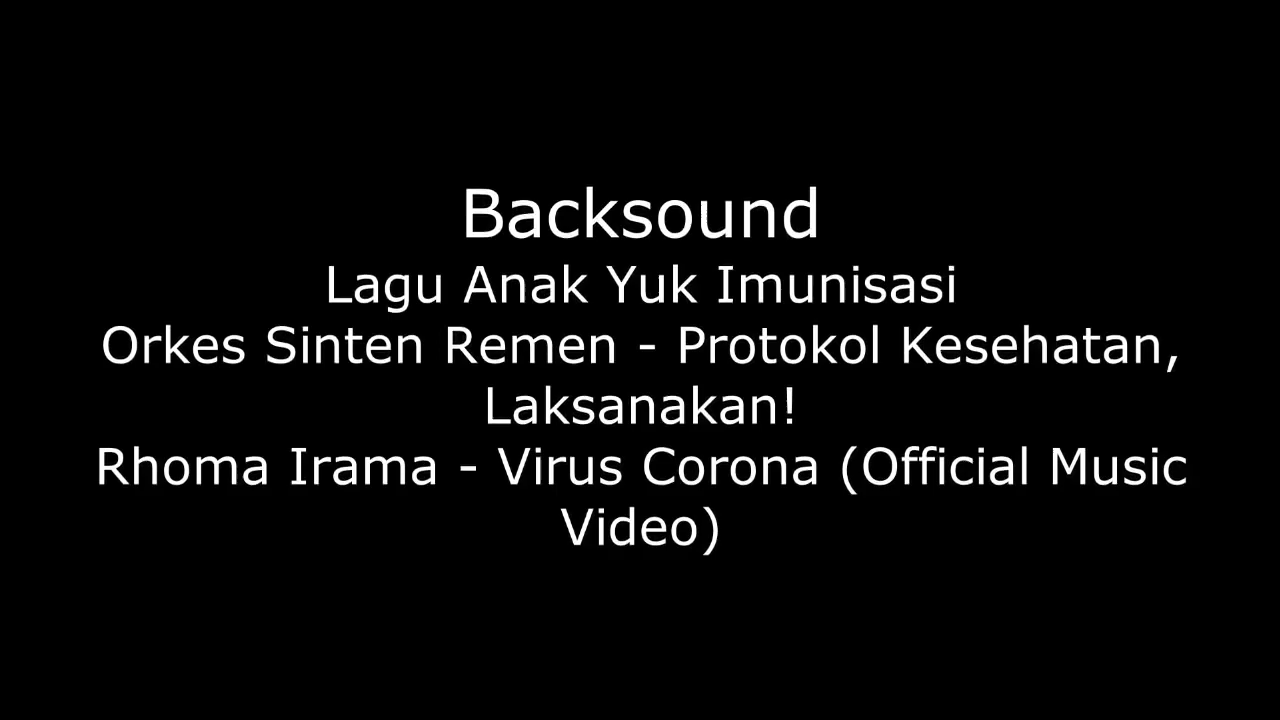 Backsound
Lagu Anak Yuk Imunisasi
Orkes Sinten Remen - Protokol Kesehatan,
Laksanakan!
Rhoma Irama - Virus Corona (Official Music
Video)